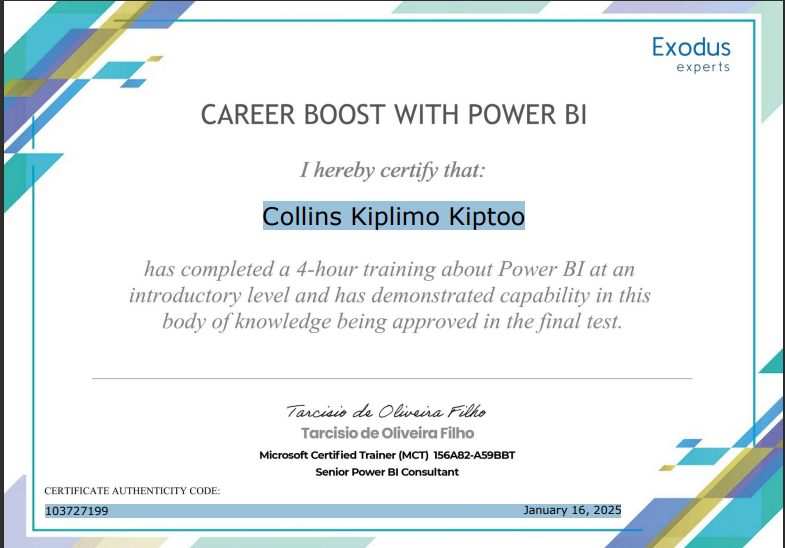 Exodus
experts
CAREER BOOST WITH POWER BI
I hereby certify that:
Collins Kiplimo Kiptoo
has completed a 4-hour training about Power BI at an
introductory level and has demonstrated capability in this
body of knowledge being approved in the final test.
Tarcisio de Oliveira Filho
Tarcisio de Oliveira Filho
Microsoft Certified Trainer (MCT) 156A82-A59BBT
Senior Power BI Consultant
CERTIFICATE AUTHENTICITY CODE:
103727199 January 16, 2025